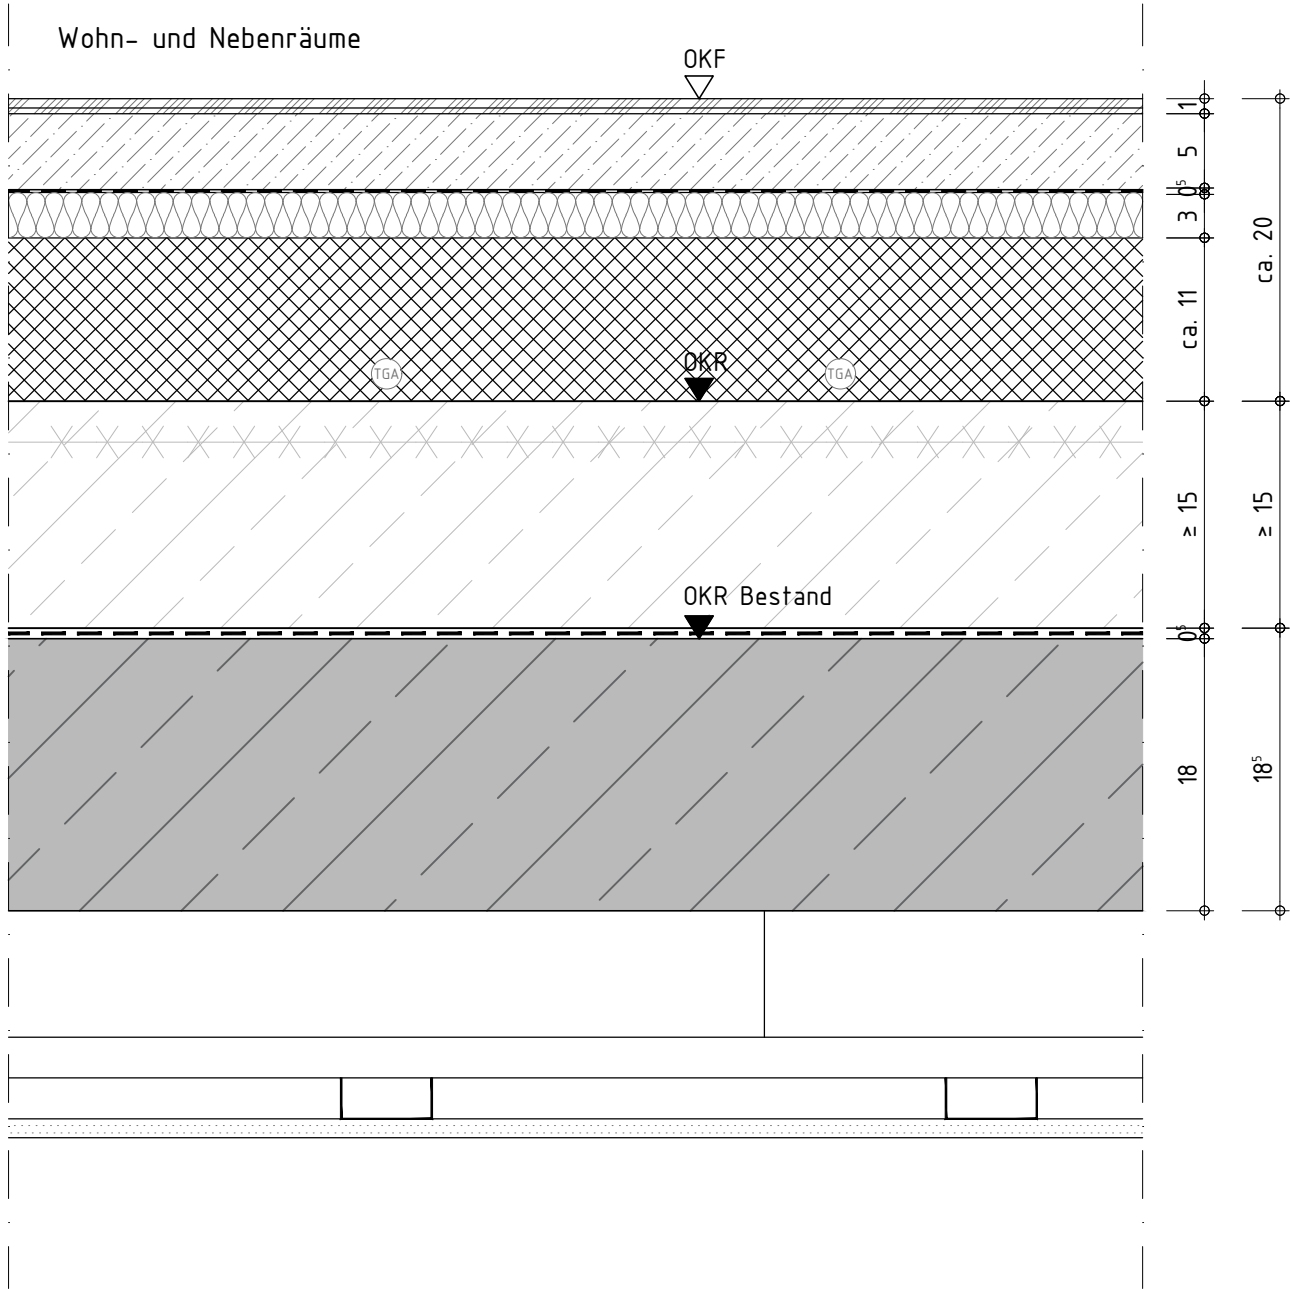 Wohn- und Nebenräume
OKF
1
5
0⁵
3
ca. 11
ca. 20
TGA
OKR
TGA
≥ 15
≥ 15
OKR Bestand
0⁵
18
18⁵